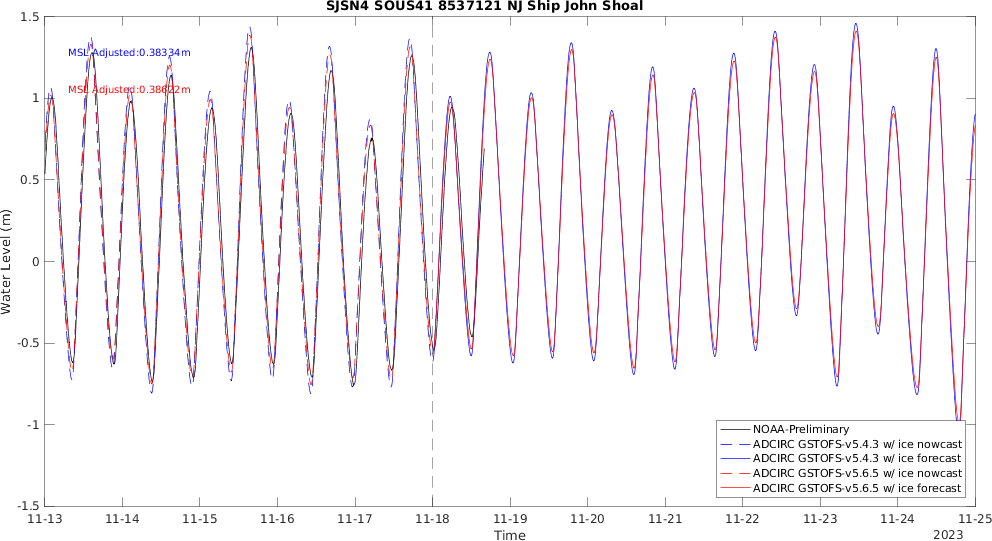 SJSN4 SOUS41 8537121 NJ Ship John Shoal
1.5
MSL Adjusted:0.38334m
MSL Adjusted:0.38622m
1
0.5
0
-0.5
-1
-1.5
Water Level (m)
NOAA-Preliminary
ADCIRC GSTOFS-v5.4.3 w/ ice nowcast
ADCIRC GSTOFS-v5.4.3 w/ ice forecast
ADCIRC GSTOFS-v5.6.5 w/ ice nowcast
ADCIRC GSTOFS-v5.6.5 w/ ice forecast
11-13 11-14 11-15 11-16 11-17 11-18 11-19 11-20 11-21 11-22 11-23 11-24 11-25
Time
2023